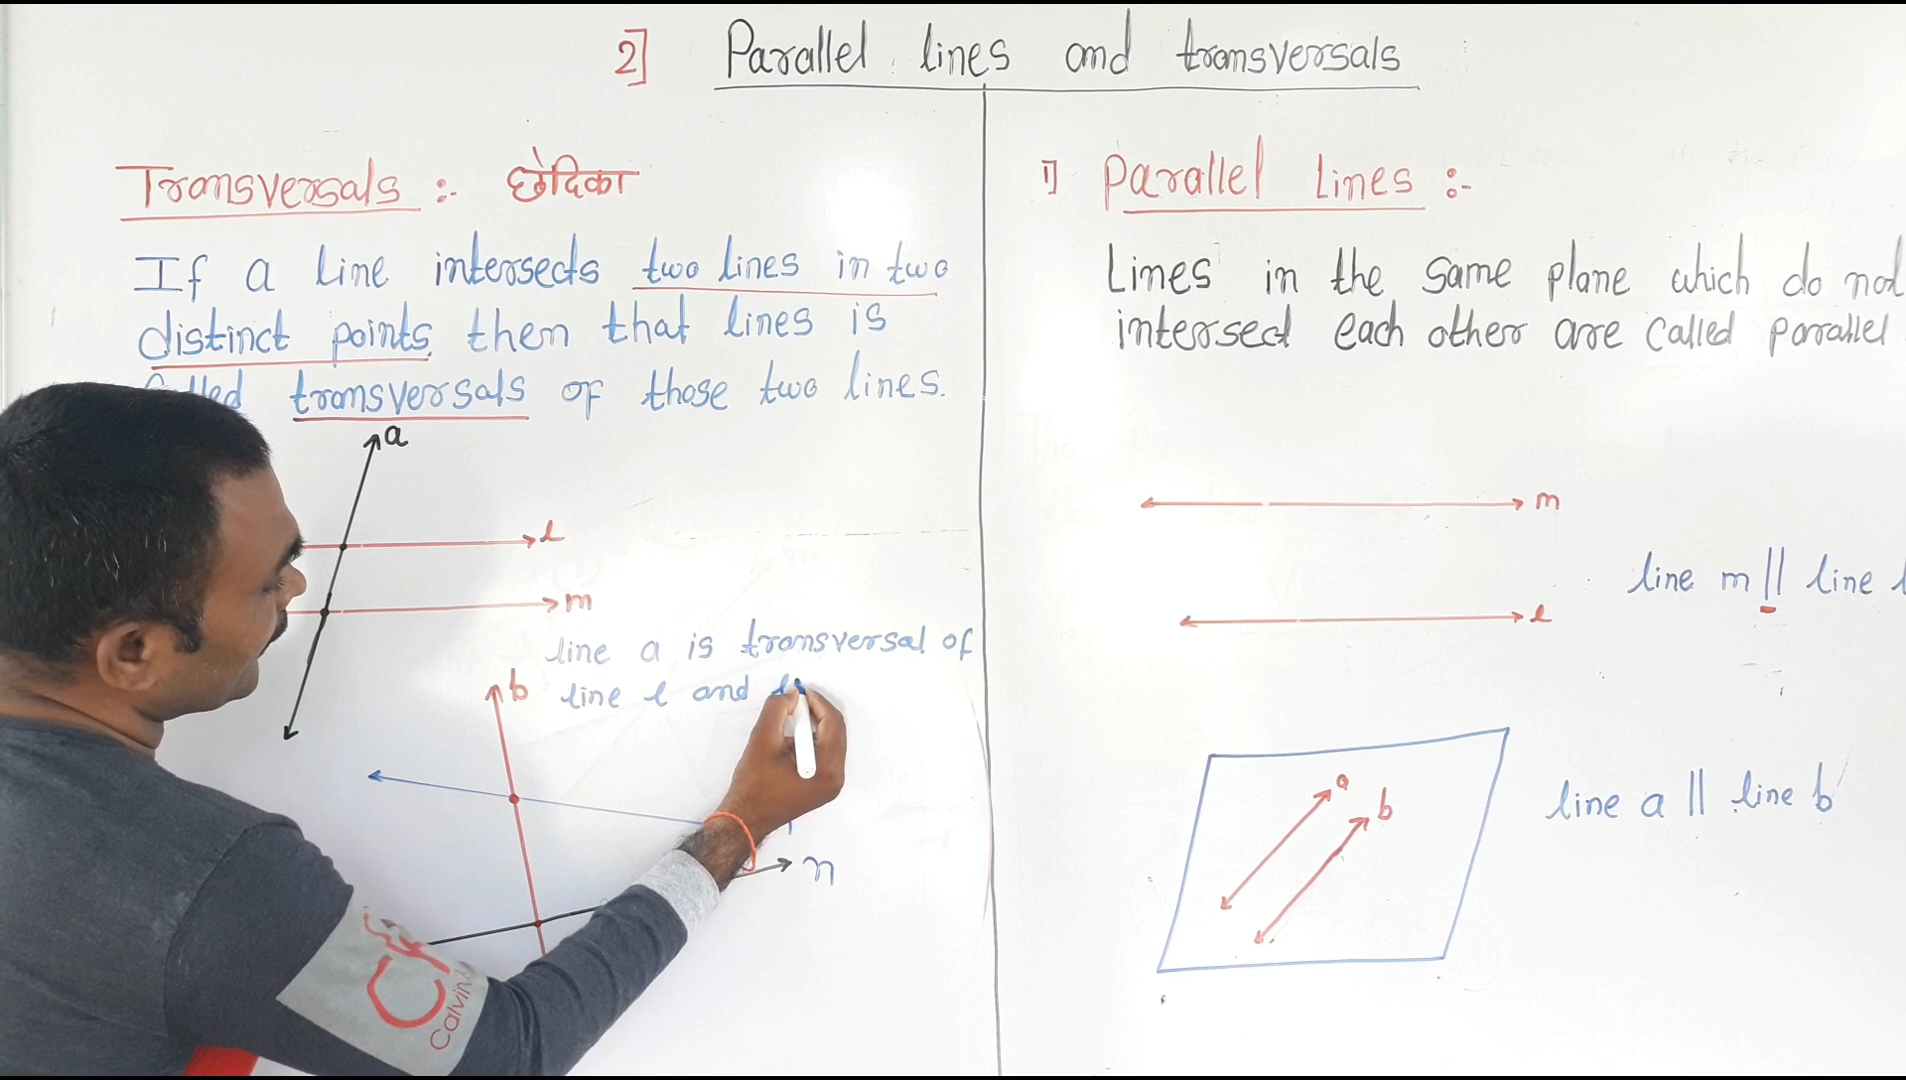 2] Parallel lines and transversals
Transversals :- छेदिका
If a line intersects two lines in two
distinct points, then that lines is
transversals of those two lines.
a
l
m
line a is transversal of
b
line l and
n
1] Parallel Lines :-
Lines in the same plane which do not
intersect each other are called parallel
m
line m || line l
l
a
b
line a || line b
Calvin